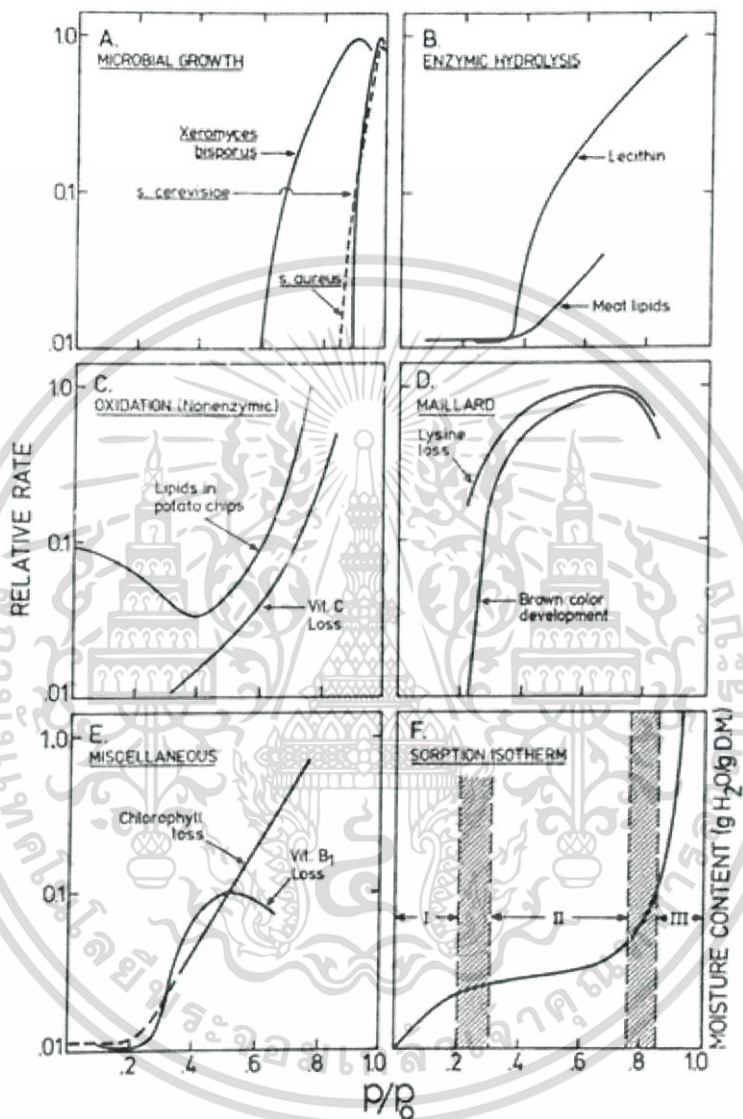 A.
MICROBIAL GROWTH
Xeromyces
bisporus
s. cerevisiae
s. aureus
1.0
0.1
.01
B.
ENZYMIC HYDROLYSIS
Lecithin
Meat lipids
C.
OXIDATION (Nonenzymic)
Lipids in
potato chips
Vit. C
Loss
1.0
0.1
.01
D.
MAILLARD
Lysine
loss
Brown color
development
RELATIVE RATE
E.
MISCELLANEOUS
Chlorophyll
loss
Vit. B1
Loss
1.0
0.1
.01
.2 .4 .6 .8 1.0
F.
SORPTION ISOTHERM
I
II
III
.2 .4 .6 .8 1.0
MOISTURE CONTENT (g H2O/g D.M.)
P/Po